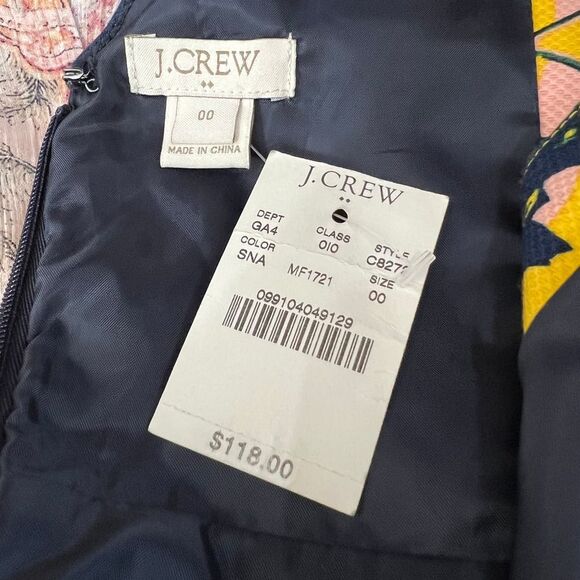 J.CREW
00
MADE IN CHINA
J.CREW
DEPT CLASS STYLE
GA4 010
COLOR SIZE
SNA MF1721 00
099104049129
$118.00